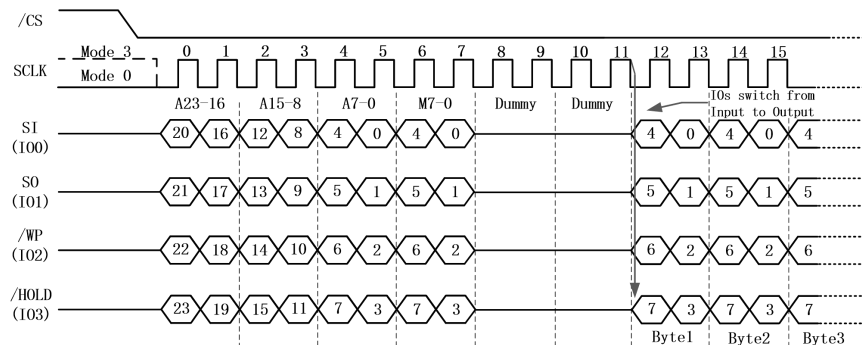 /CS
Mode 3 0 1 2 3 4 5 6 7 8 9 10 11 12 13 14 15
SCLK
Mode 0
A23-16 A15-8 A7-0 M7-0 Dummy Dummy
IOs switch from
Input to Output
SI
(IO0)
20 16 12 8 4 0 4 0 4 0 4 0 4
SO
(IO1)
21 17 13 9 5 1 5 1 5 1 5 1 5
/WP
(IO2)
22 18 14 10 6 2 6 2 6 2 6 2 6
/HOLD
(IO3)
23 19 15 11 7 3 7 3 7 3 7 3 7
Byte1 Byte2 Byte3